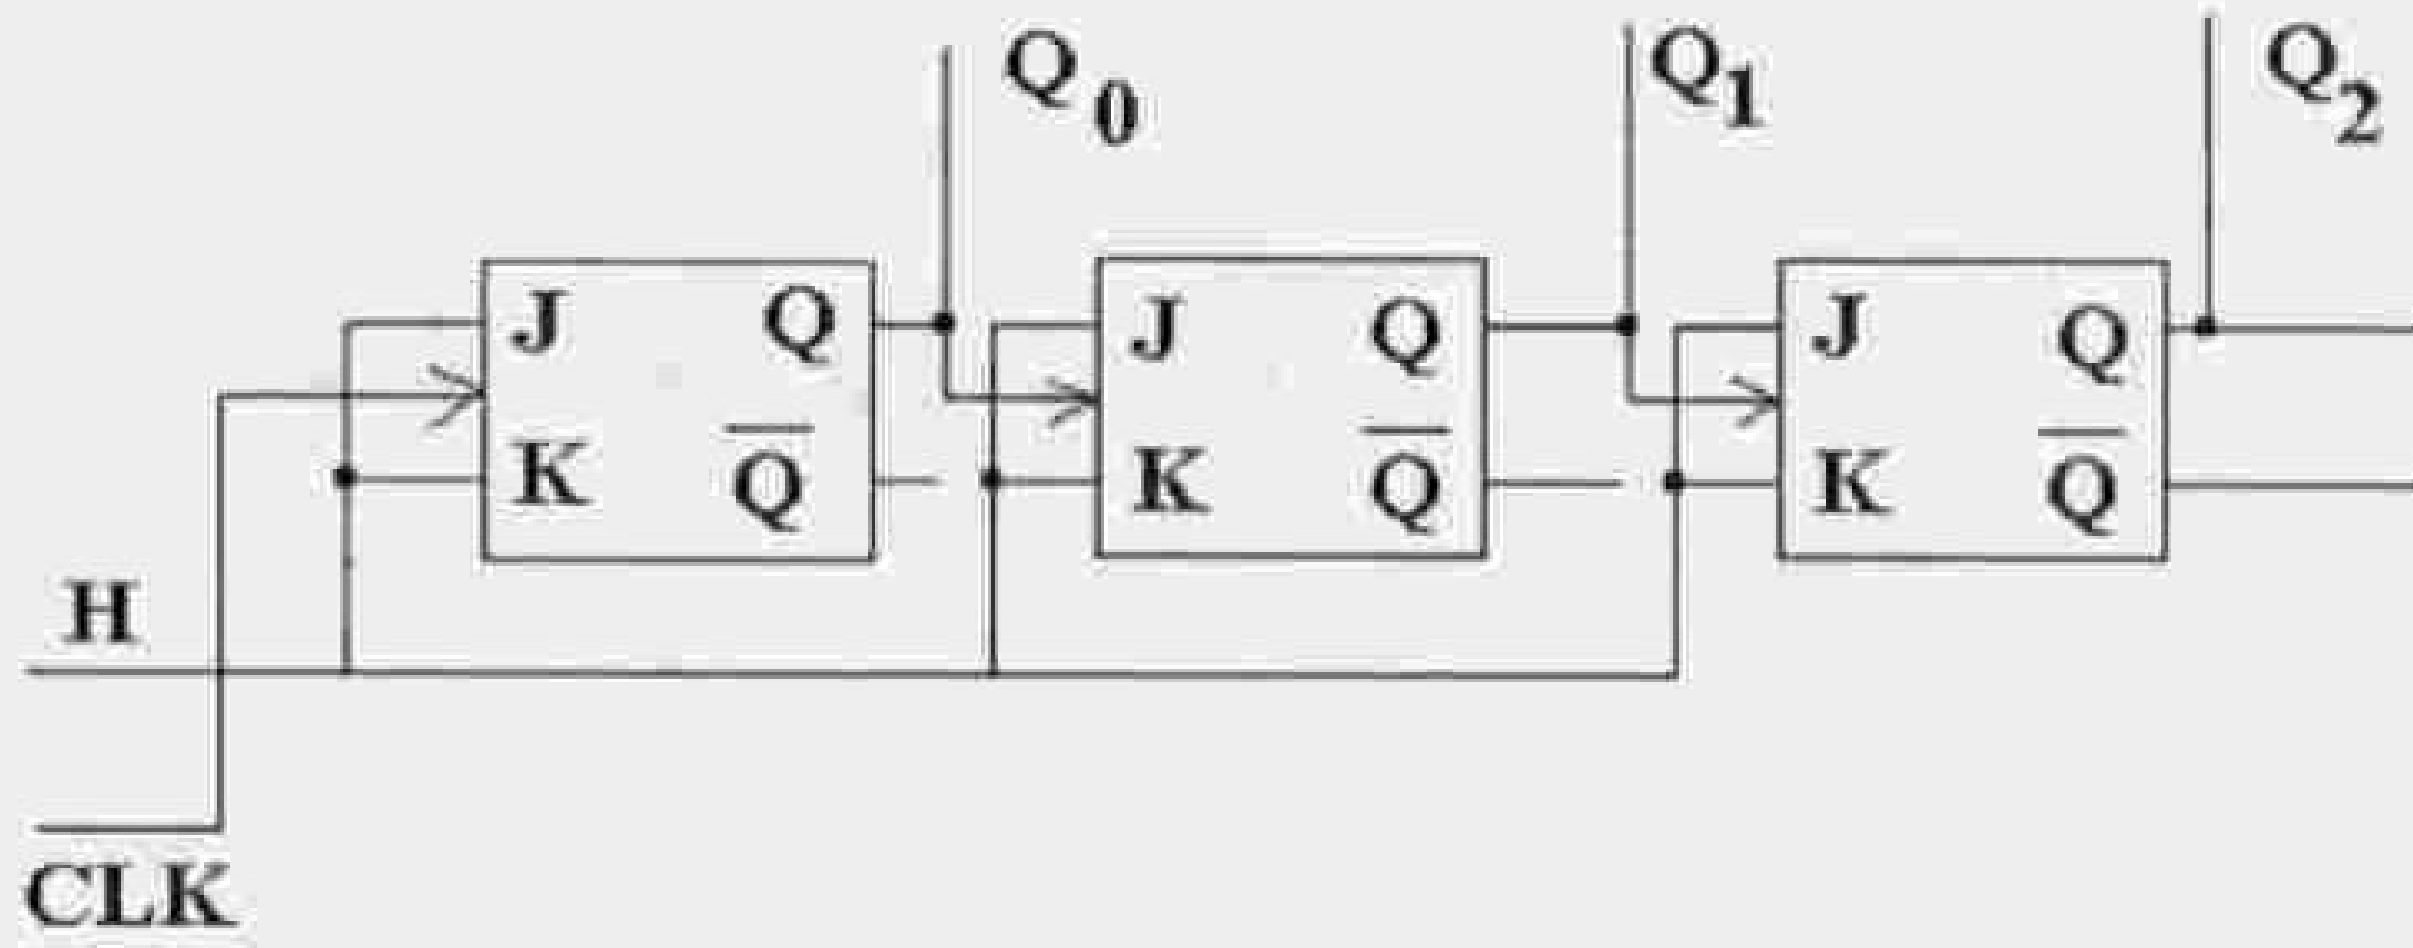 Q0 Q1 Q2
J Q J Q J Q
K Q̅ K Q̅ K Q̅
H
CLK